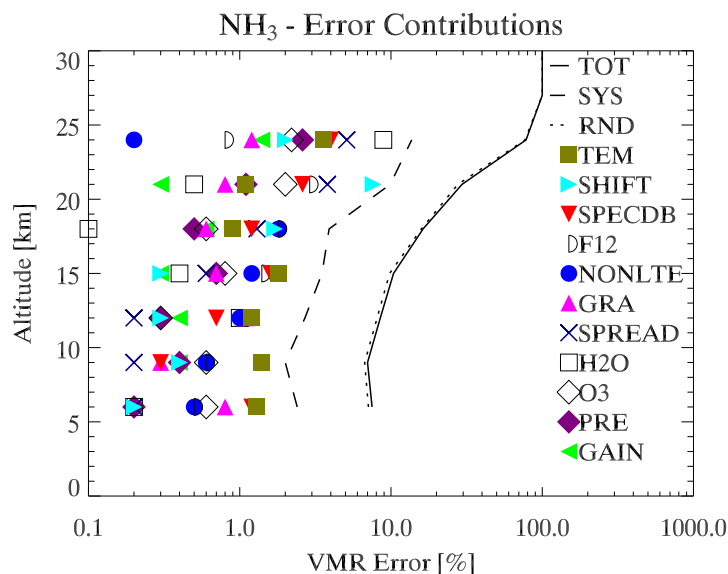 NH₃ - Error Contributions
30
25
20
15
10
5
0
Altitude [km]
TOT
SYS
RND
TEM
SHIFT
SPECDB
F12
NONLTE
GRA
SPREAD
H2O
O3
PRE
GAIN
0.1 1.0 10.0 100.0 1000.0
VMR Error [%]